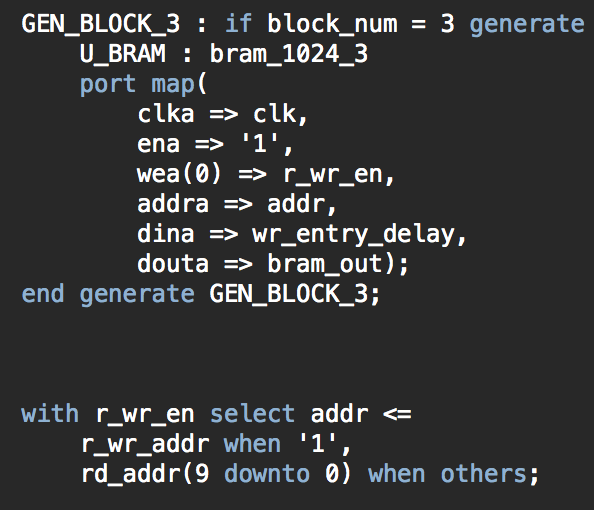 GEN_BLOCK_3 : if block_num = 3 generate
    U_BRAM : bram_1024_3
    port map(
        clka => clk,
        ena => '1',
        wea(0) => r_wr_en,
        addra => addr,
        dina => wr_entry_delay,
        douta => bram_out);
end generate GEN_BLOCK_3;
with r_wr_en select addr <=
    r_wr_addr when '1',
    rd_addr(9 downto 0) when others;